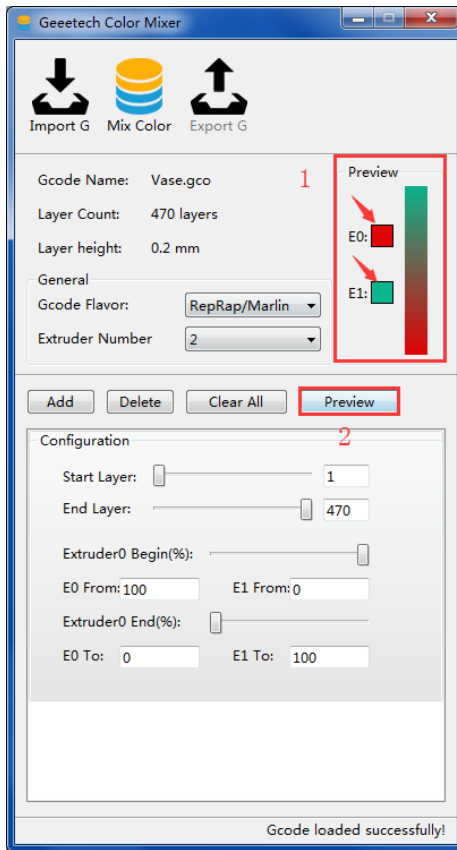 Geeetech Color Mixer
Import G Mix Color Export G
Gcode Name: Vase.gco
1
Preview
Layer Count: 470 layers
E0:
Layer height: 0.2 mm
General
E1:
Gcode Flavor: RepRap/Marlin
Extruder Number 2
Add Delete Clear All Preview
2
Configuration
Start Layer: 1
End Layer: 470
Extruder0 Begin(%):
E0 From: 100 E1 From: 0
Extruder0 End(%):
E0 To: 0 E1 To: 100
Gcode loaded successfully!